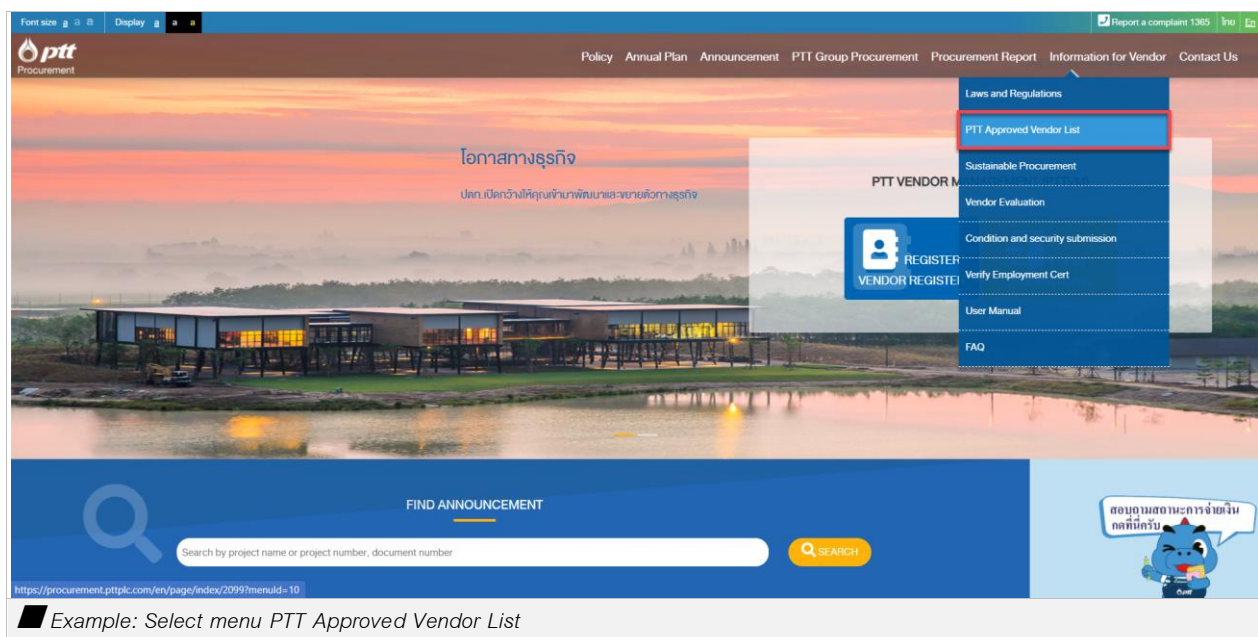 Font size a a a Display a a a Report a complaint 1365 ไทย En
ptt
Procurement
Policy Annual Plan Announcement PTT Group Procurement Procurement Report Information for Vendor Contact Us
Laws and Regulations
PTT Approved Vendor List
Sustainable Procurement
Vendor Evaluation
Condition and security submission
Verify Employment Cert
User Manual
FAQ
โอกาสทางธุรกิจ
ปตท.เปิดกว้างให้คุณเข้ามาพัฒนาและขยายตัวทางธุรกิจ
PTT VENDOR
REGISTER
VENDOR REGISTE
FIND ANNOUNCEMENT
Search by project name or project number, document number
SEARCH
สอบถามสถานะการจ่ายเงิน
กดที่นี่ครับ
ptt
https://procurement.pttplc.com/en/page/index/2099?menuId=10
Example: Select menu PTT Approved Vendor List